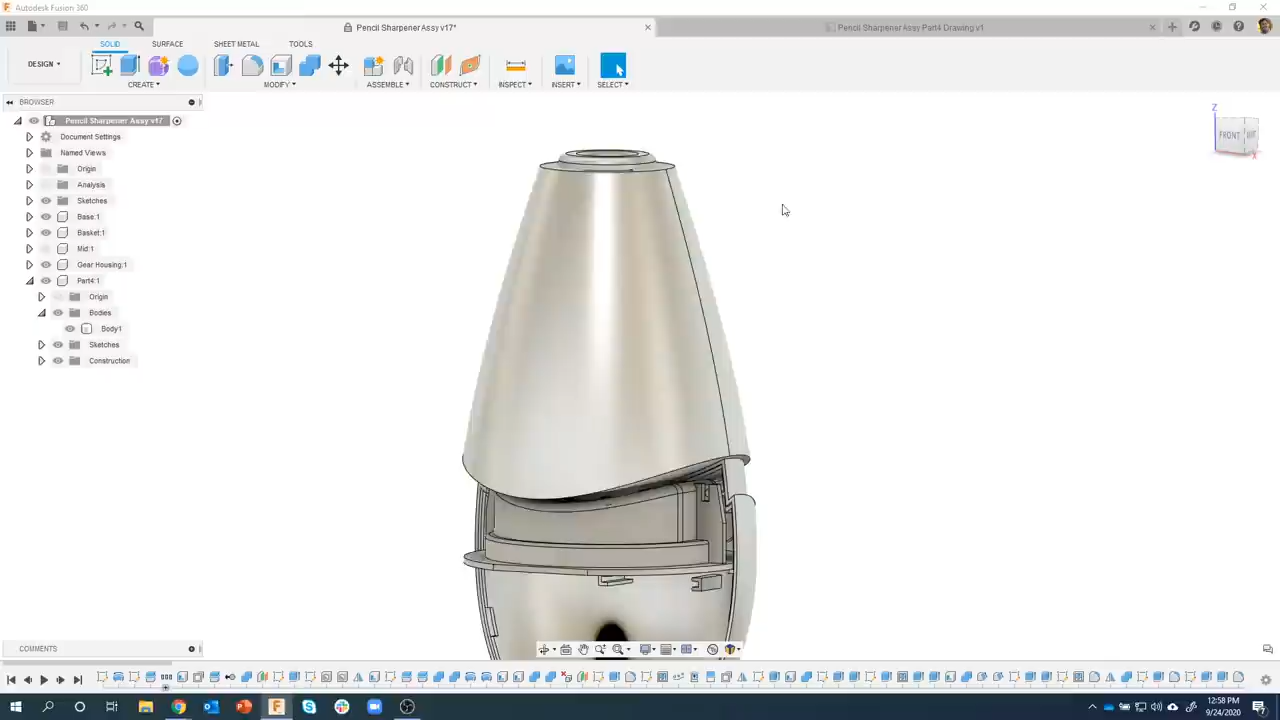 Autodesk Fusion 360
Pencil Sharpener Assy v17*
Pencil Sharpener Assy Part4 Drawing v1
SOLID
SURFACE
SHEET METAL
TOOLS
DESIGN
CREATE
MODIFY
ASSEMBLE
CONSTRUCT
INSPECT
INSERT
SELECT
BROWSER
Pencil Sharpener Assy v17
Document Settings
Named Views
Origin
Analysis
Sketches
Base:1
Basket:1
Mid:1
Gear Housing:1
Part4:1
Origin
Bodies
Body1
Sketches
Construction
Z
FRONT
X
COMMENTS
12:58 PM
9/24/2020